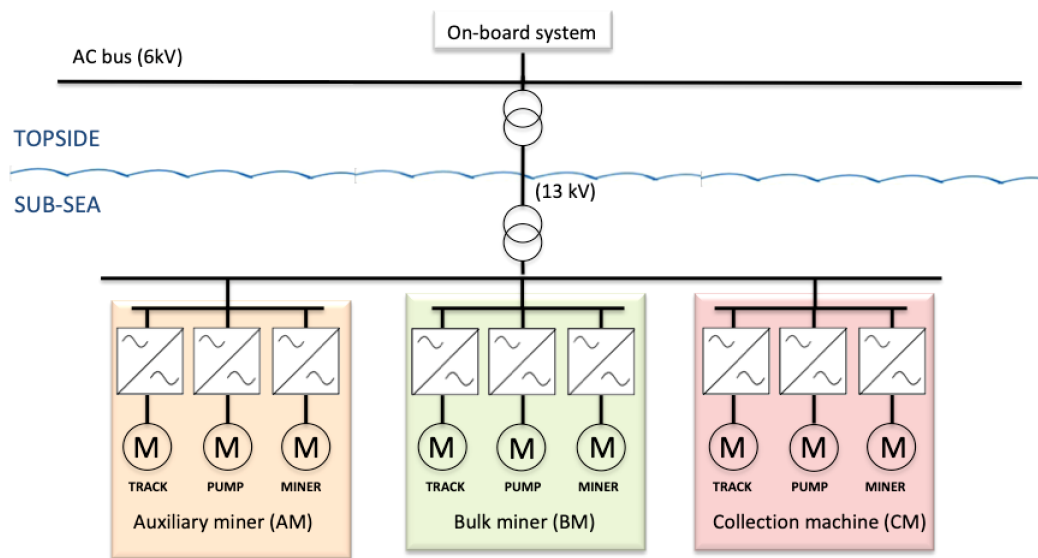 On-board system
AC bus (6kV)
TOPSIDE
(13 kV)
SUB-SEA
M M M M M M M M M
TRACK PUMP MINER TRACK PUMP MINER TRACK PUMP MINER
Auxiliary miner (AM) Bulk miner (BM) Collection machine (CM)